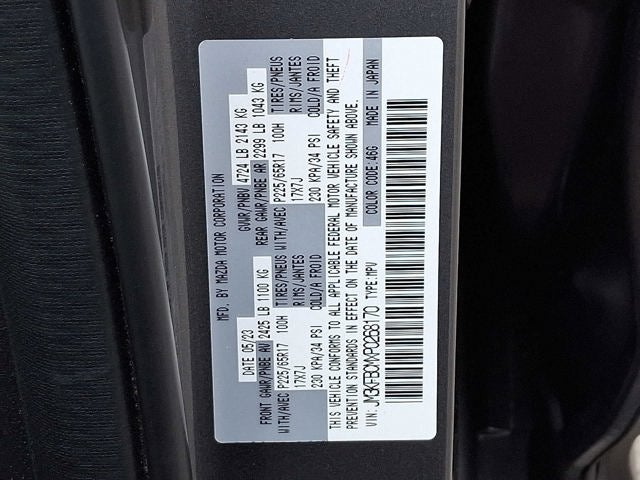 MFD. BY MAZDA MOTOR CORPORATION
DATE 05/23 GVWR/PNBV 4724 LB 2143 KG
FRONT GAWR/PNBE AV 2425 LB 1100 KG REAR GAWR/PNBE AR 2299 LB 1043 KG
WITH/AVEC P225/65R17 100H TIRES/PNEUS WITH/AVEC P225/65R17 100H TIRES/PNEUS
17X7J RIMS/JANTES 17X7J RIMS/JANTES
230 KPA/34 PSI COLD/A FROID 230 KPA/34 PSI COLD/A FROID
THIS VEHICLE CONFORMS TO ALL APPLICABLE FEDERAL MOTOR VEHICLE SAFETY AND THEFT
PREVENTION STANDARDS IN EFFECT ON THE DATE OF MANUFACTURE SHOWN ABOVE.
VIN: TYPE:MPV COLOR CODE:46G MADE IN JAPAN